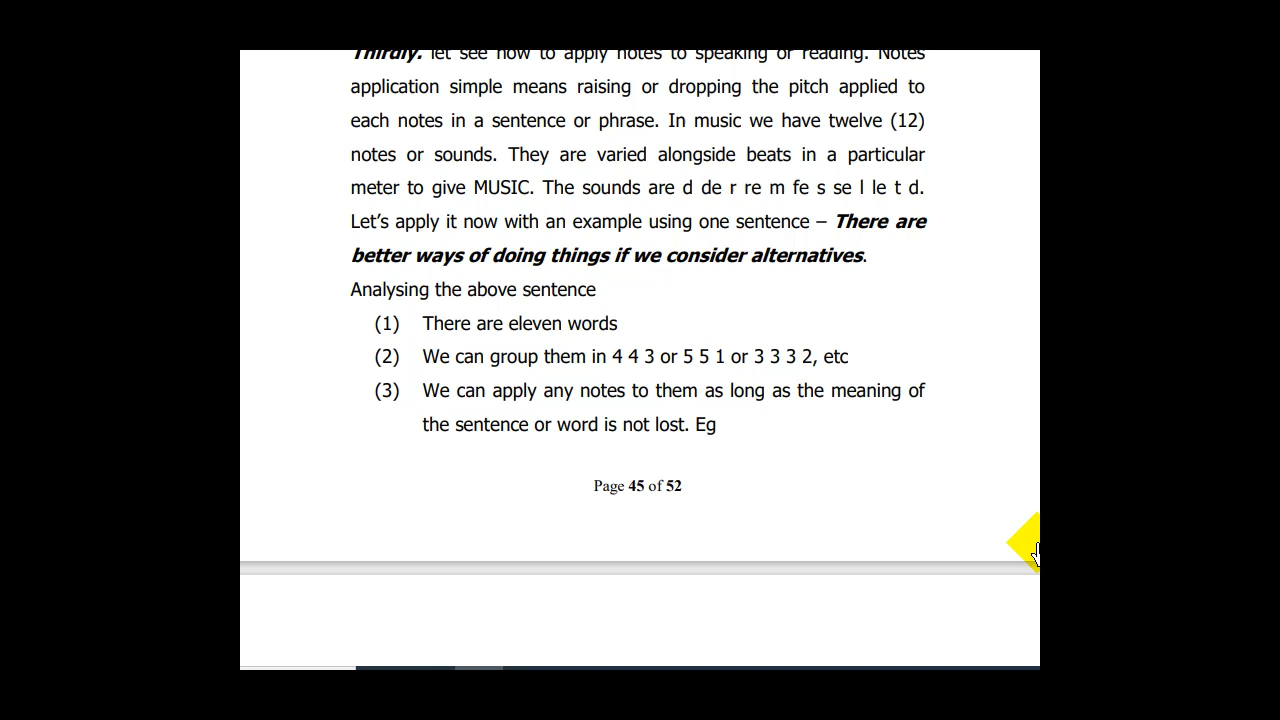 Thirdly. let see how to apply notes to speaking or reading. Notes
application simple means raising or dropping the pitch applied to
each notes in a sentence or phrase. In music we have twelve (12)
notes or sounds. They are varied alongside beats in a particular
meter to give MUSIC. The sounds are d de r re m fe s se l le t d.
Let’s apply it now with an example using one sentence – There are
better ways of doing things if we consider alternatives.
Analysing the above sentence
(1) There are eleven words
(2) We can group them in 4 4 3 or 5 5 1 or 3 3 3 2, etc
(3) We can apply any notes to them as long as the meaning of
the sentence or word is not lost. Eg
Page 45 of 52